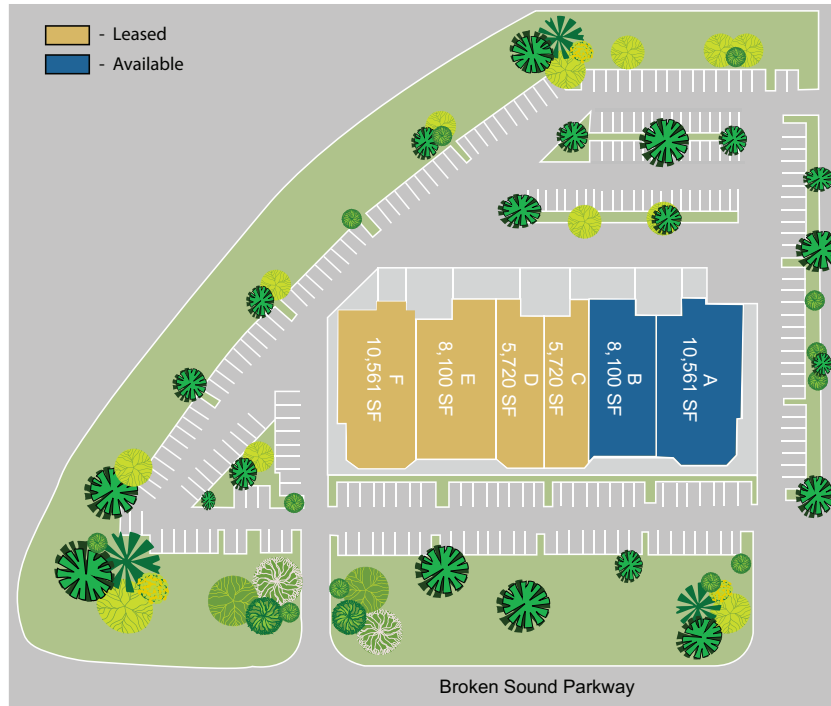 - Leased
- Available
F
10,561 SF
E
8,100 SF
D
5,720 SF
C
5,720 SF
B
8,100 SF
A
10,561 SF
Broken Sound Parkway